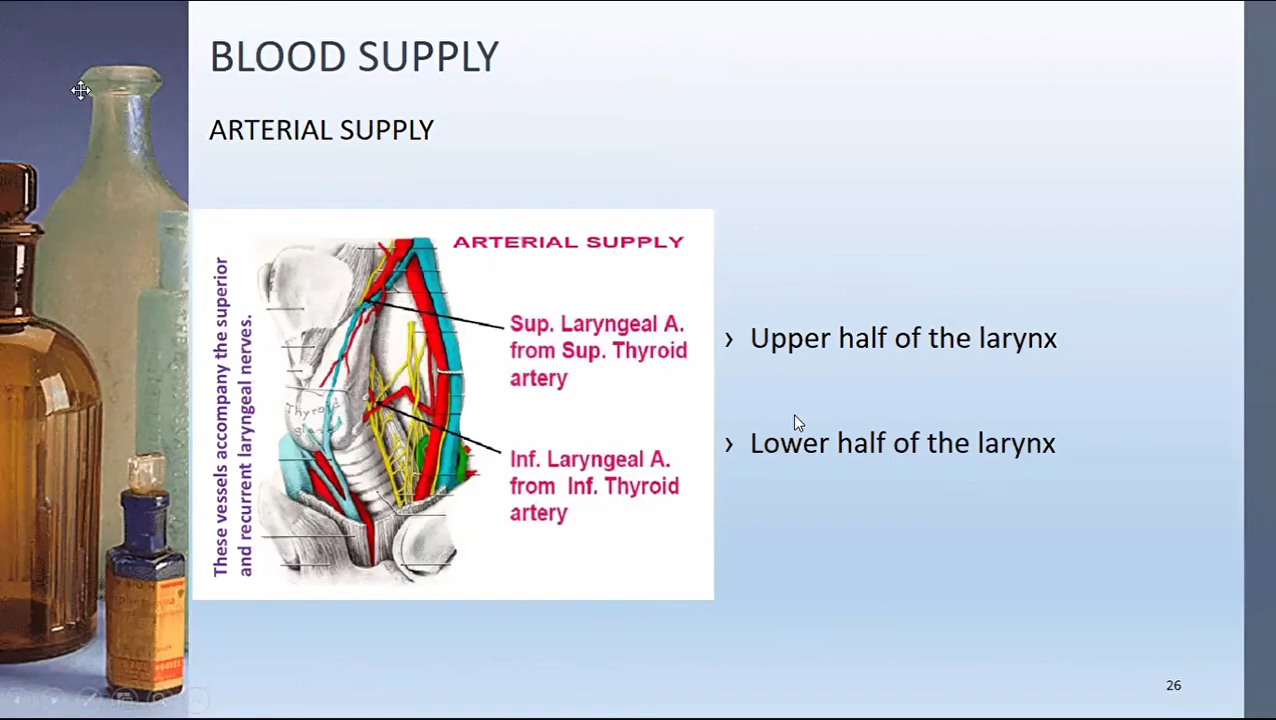 BLOOD SUPPLY
ARTERIAL SUPPLY
These vessels accompany the superior
and recurrent laryngeal nerves.
ARTERIAL SUPPLY
Thyroid
Sup. Laryngeal A.
from Sup. Thyroid
artery
Inf. Laryngeal A.
from Inf. Thyroid
artery
› Upper half of the larynx
› Lower half of the larynx
26